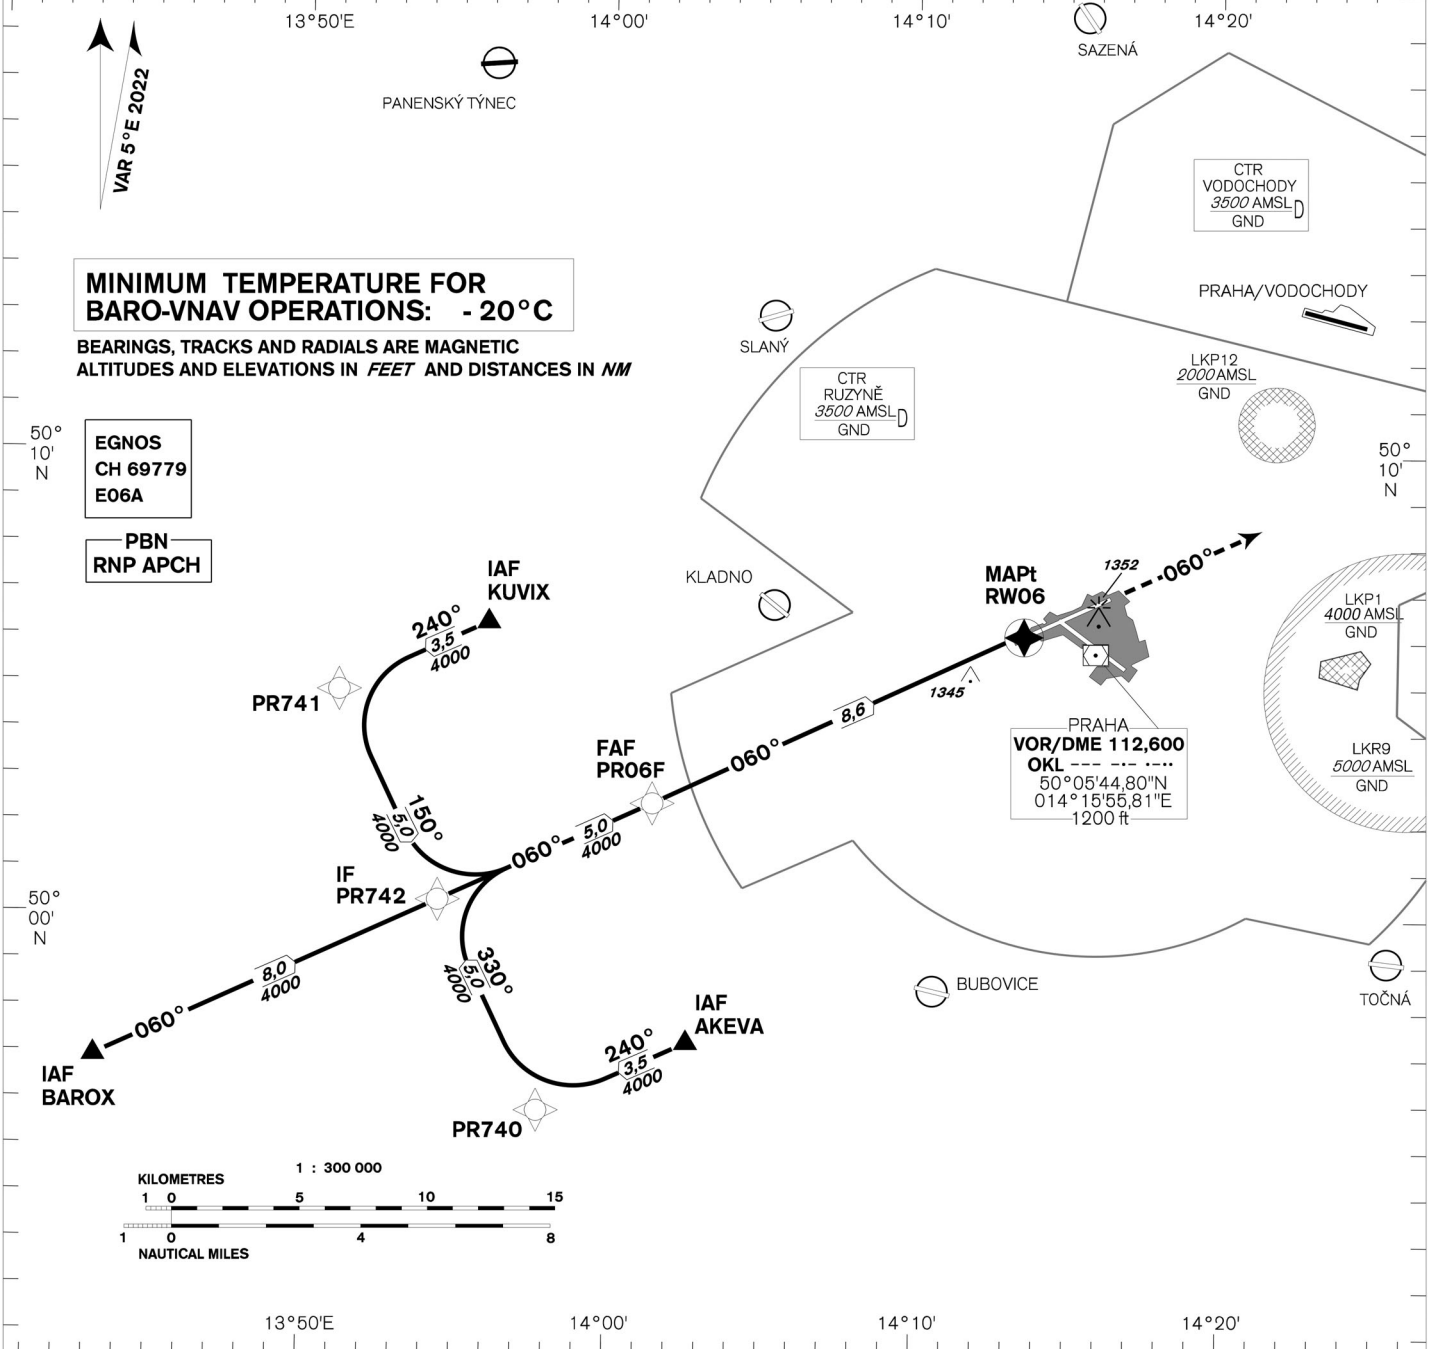 13°50'E
14°00'
14°10'
14°20'
SAZENÁ
PANENSKÝ TÝNEC
VAR 5°E 2022
CTR
VODOCHODY
3500 AMSL D
GND
MINIMUM TEMPERATURE FOR
BARO-VNAV OPERATIONS: - 20°C
BEARINGS, TRACKS AND RADIALS ARE MAGNETIC
ALTITUDES AND ELEVATIONS IN FEET AND DISTANCES IN NM
PRAHA/VODOCHODY
SLANÝ
LKP12
2000 AMSL
GND
CTR
RUZYNĚ
3500 AMSL D
GND
50°
10'
N
EGNOS
CH 69779
E06A
50°
10'
N
PBN
RNP APCH
IAF
KUVIX
KLADNO
MAPt
RW06
1352
060°
LKP1
4000 AMSL
GND
240°
3,5
4000
PR741
1345
8,6
PRAHA
VOR/DME 112,600
OKL --- -·- ·-··
50°05'44,80"N
014°15'55,81"E
1200 ft
FAF
PR06F
060°
LKR9
5000 AMSL
GND
150°
5,0
4000
060°
5,0
4000
IF
PR742
50°
00'
N
8,0
4000
330°
5,0
4000
BUBOVICE
TOČNÁ
060°
IAF
AKEVA
240°
3,5
4000
IAF
BAROX
PR740
1 : 300 000
KILOMETRES
1 0 5 10 15
1 0 4 8
NAUTICAL MILES
13°50'E
14°00'
14°10'
14°20'